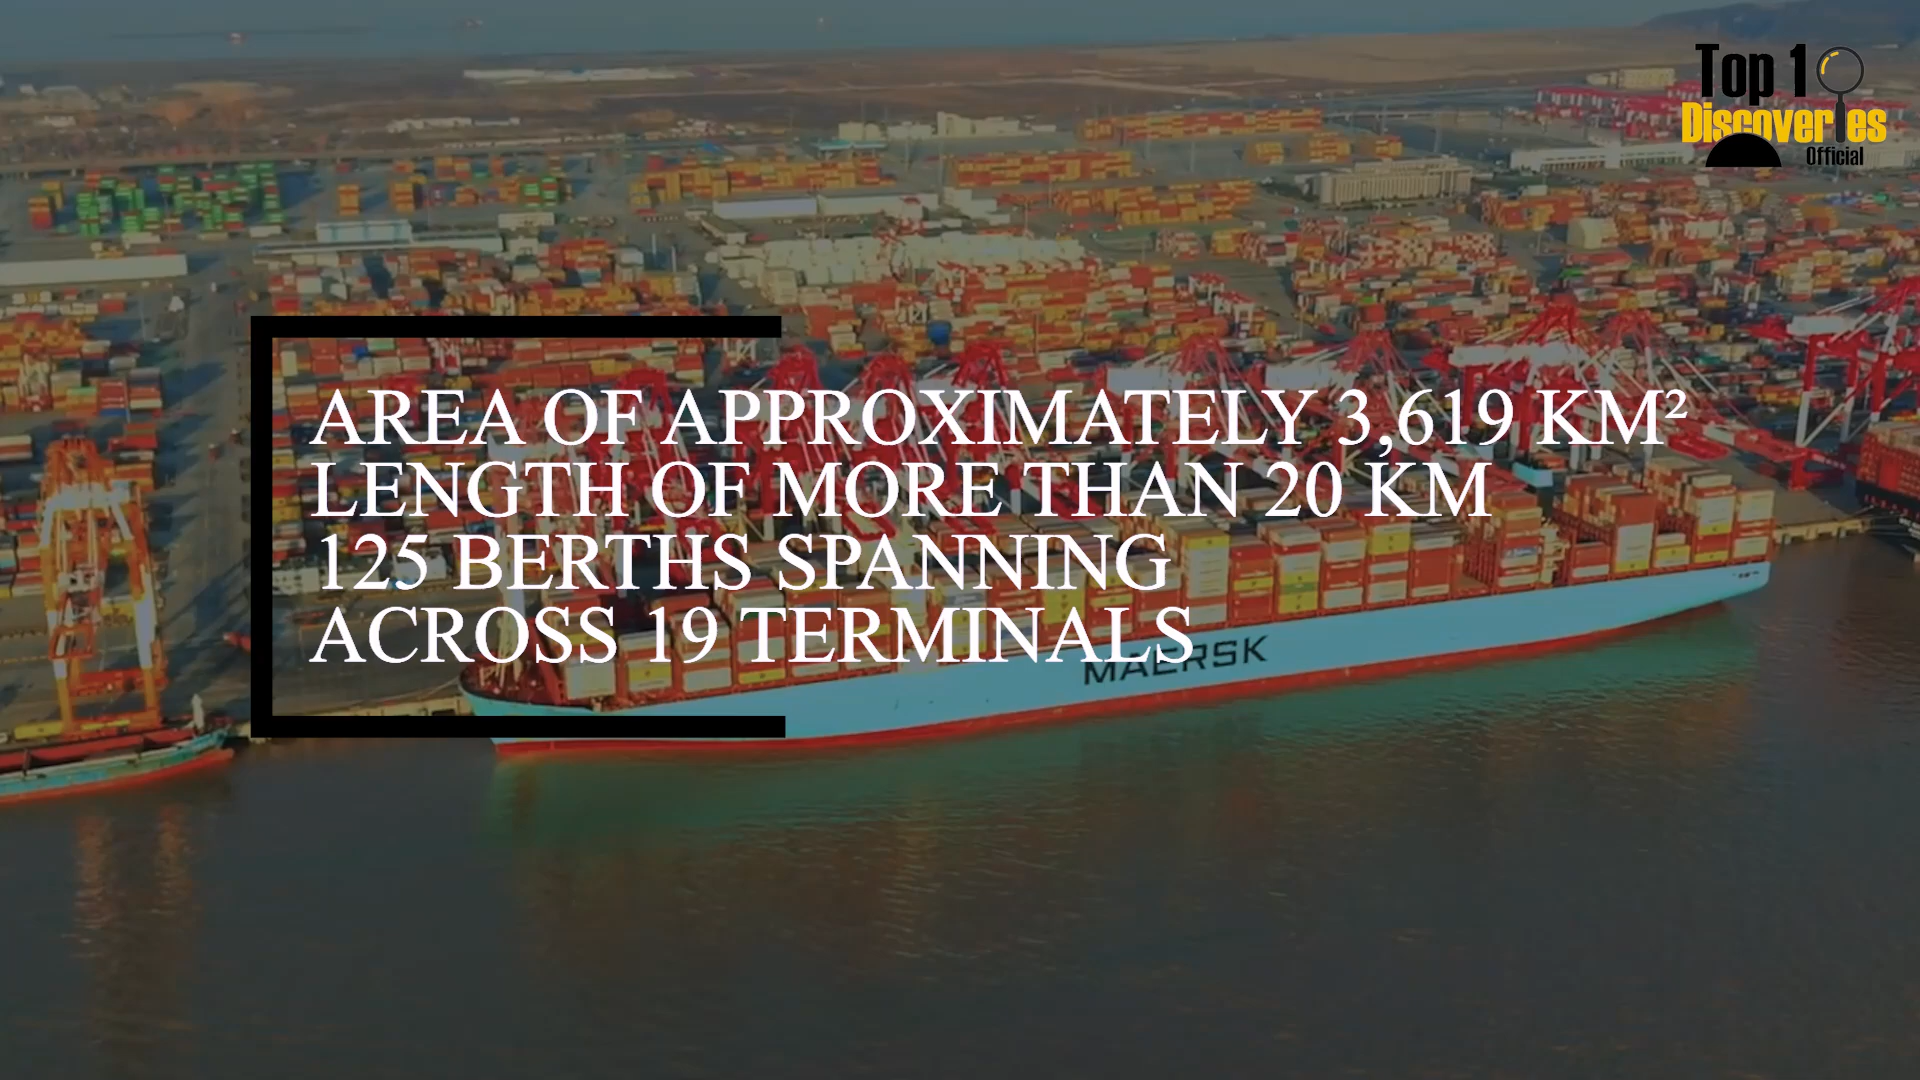 Top 10
Discoveries
Official
AREA OF APPROXIMATELY 3,619 KM²
LENGTH OF MORE THAN 20 KM
125 BERTHS SPANNING
ACROSS 19 TERMINALS
MAERSK